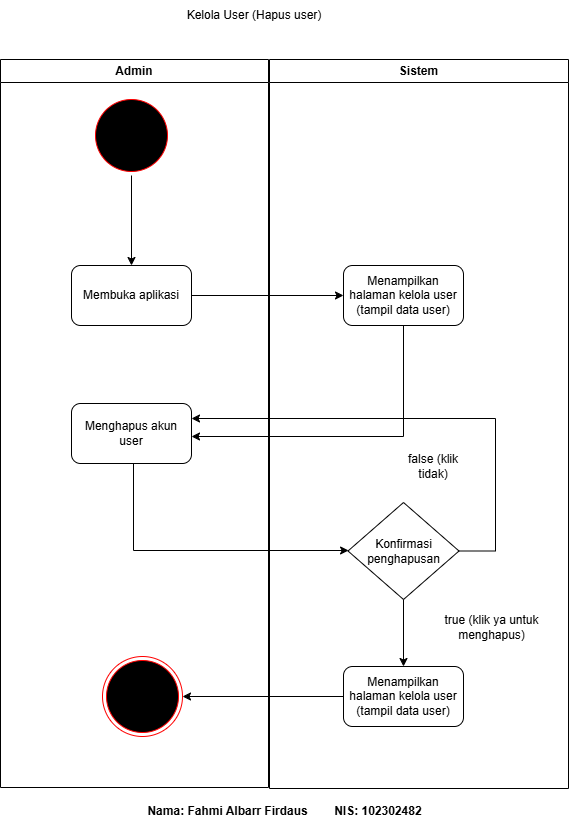 Kelola User (Hapus user)
Admin
Sistem
Membuka aplikasi
Menampilkan
halaman kelola user
(tampil data user)
Menghapus akun
user
false (klik
tidak)
Konfirmasi
penghapusan
true (klik ya untuk
menghapus)
Menampilkan
halaman kelola user
(tampil data user)
Nama: Fahmi Albarr Firdaus NIS: 102302482